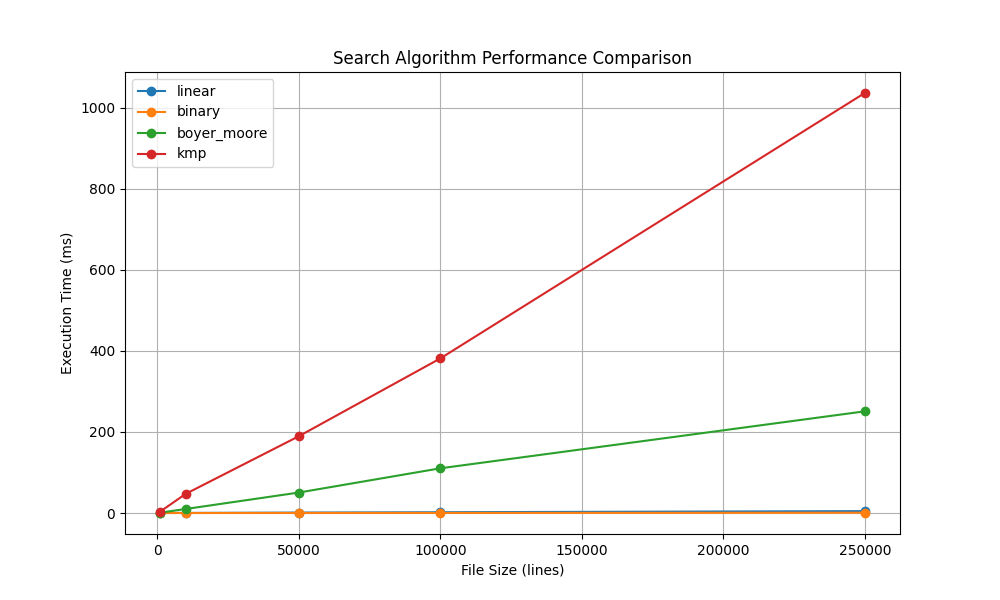 Search Algorithm Performance Comparison
linear
binary
boyer_moore
kmp
Execution Time (ms)
1000
800
600
400
200
0
0 50000 100000 150000 200000 250000
File Size (lines)